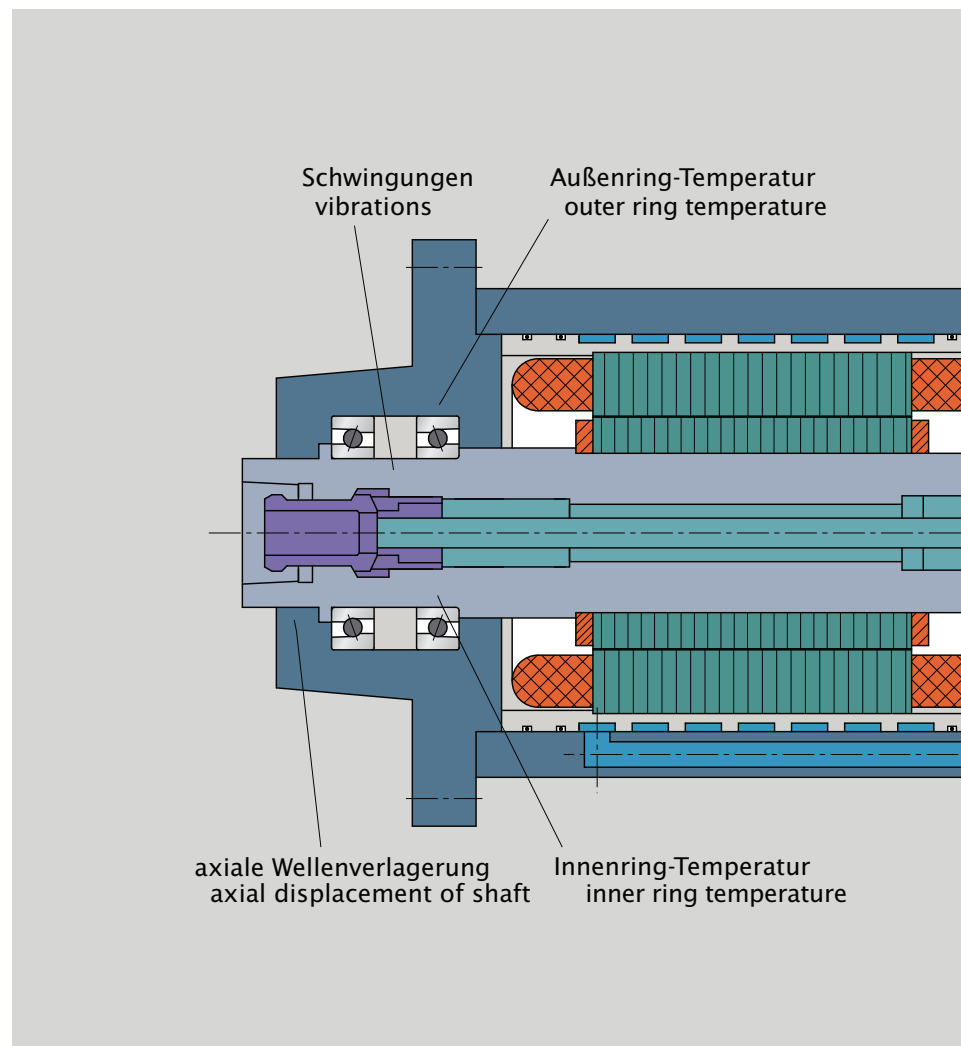 Schwingungen
vibrations
Außenring-Temperatur
outer ring temperature
axiale Wellenverlagerung
axial displacement of shaft
Innenring-Temperatur
inner ring temperature